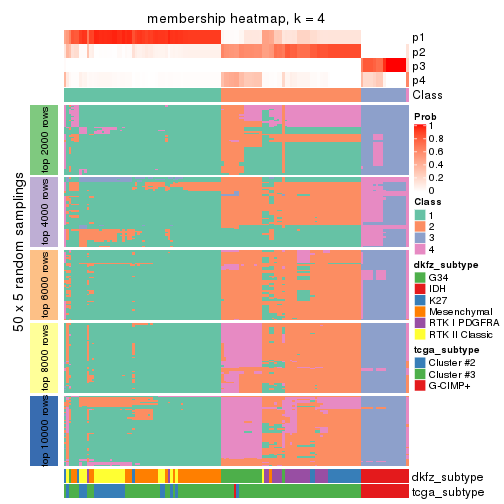 membership heatmap, k = 4
p1
p2
p3
p4
Class
50 x 5 random samplings
top 2000 rows
top 4000 rows
top 6000 rows
top 8000 rows
top 10000 rows
Prob
1
0.8
0.6
0.4
0.2
0
Class
1
2
3
4
dkfz_subtype
G34
IDH
K27
Mesenchymal
RTK I PDGFRA
RTK II Classic
tcga_subtype
Cluster #2
Cluster #3
G-CIMP+
dkfz_subtype
tcga_subtype